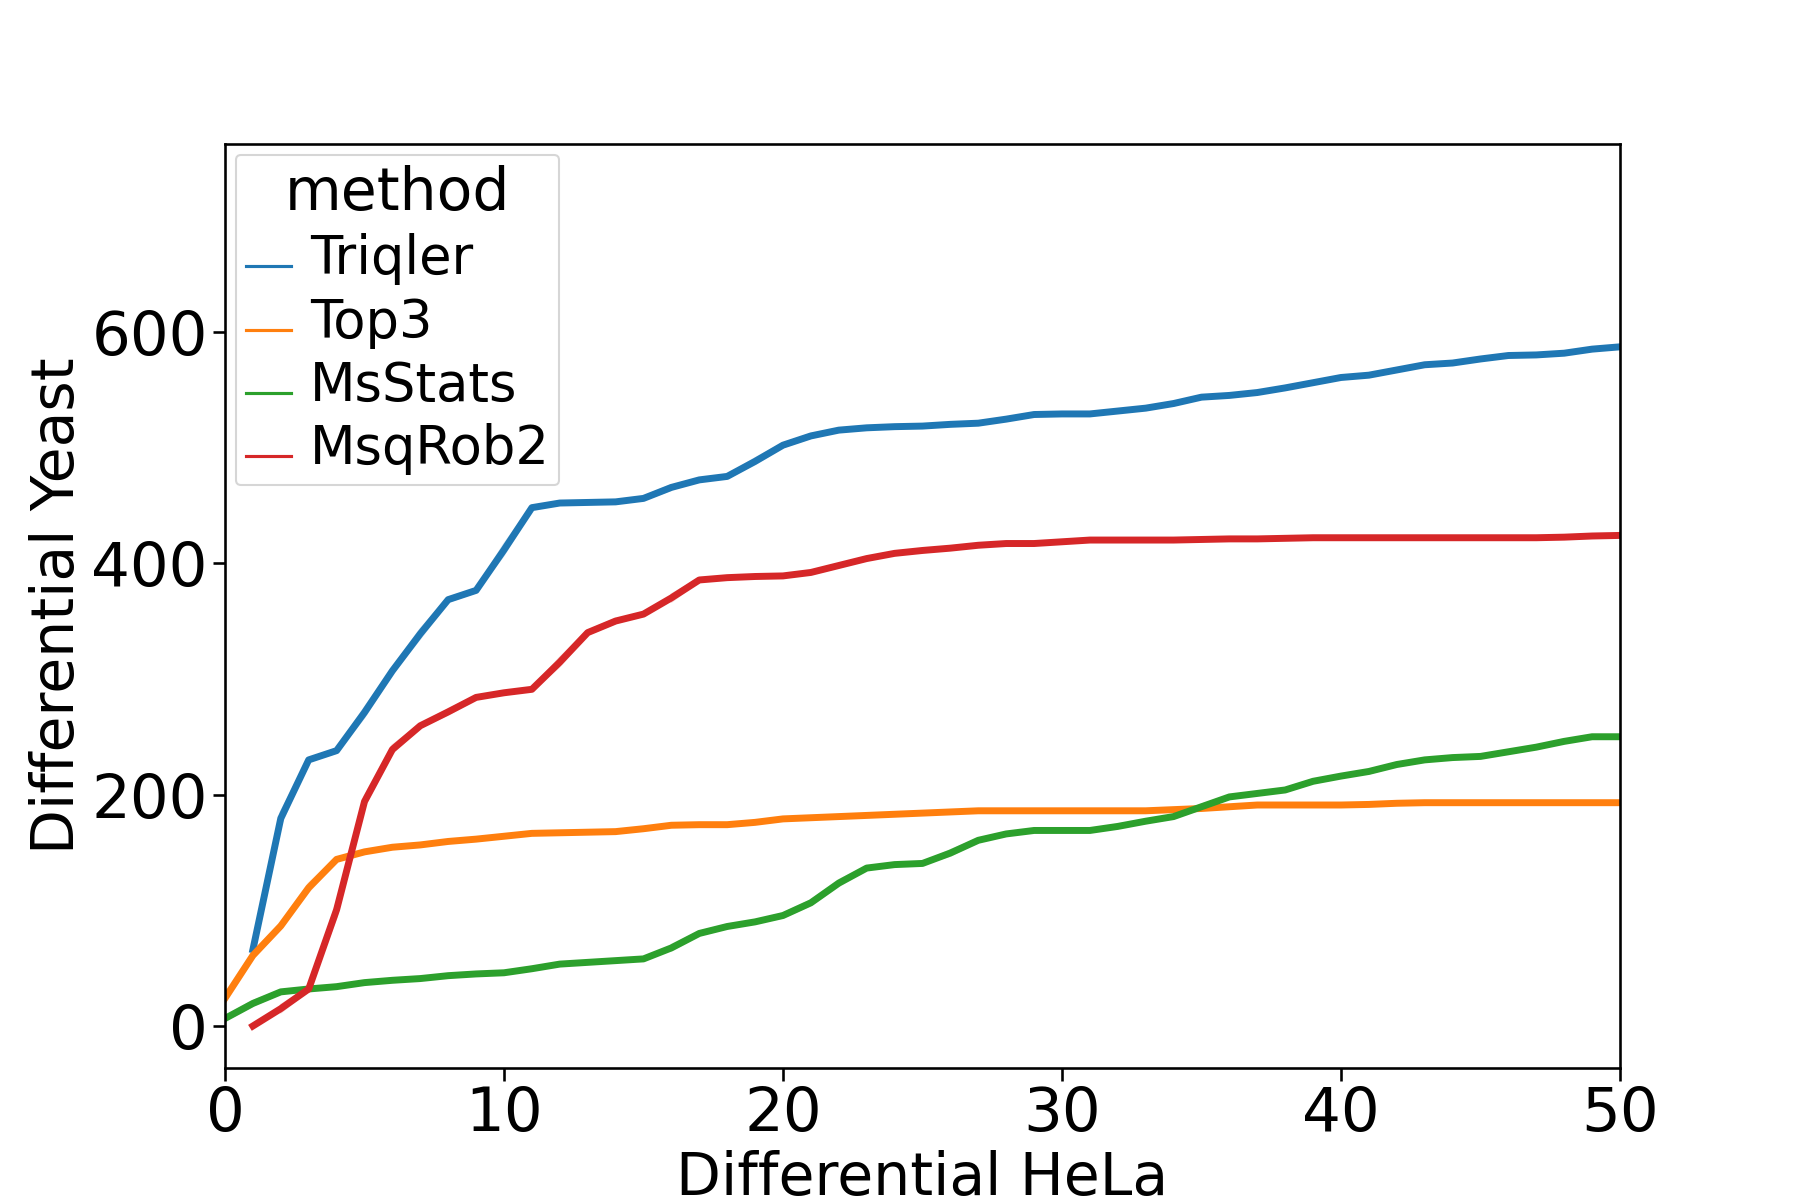 method
Triqler
Top3
MsStats
MsqRob2
Differential Yeast
600
400
200
0
0 10 20 30 40 50
Differential HeLa